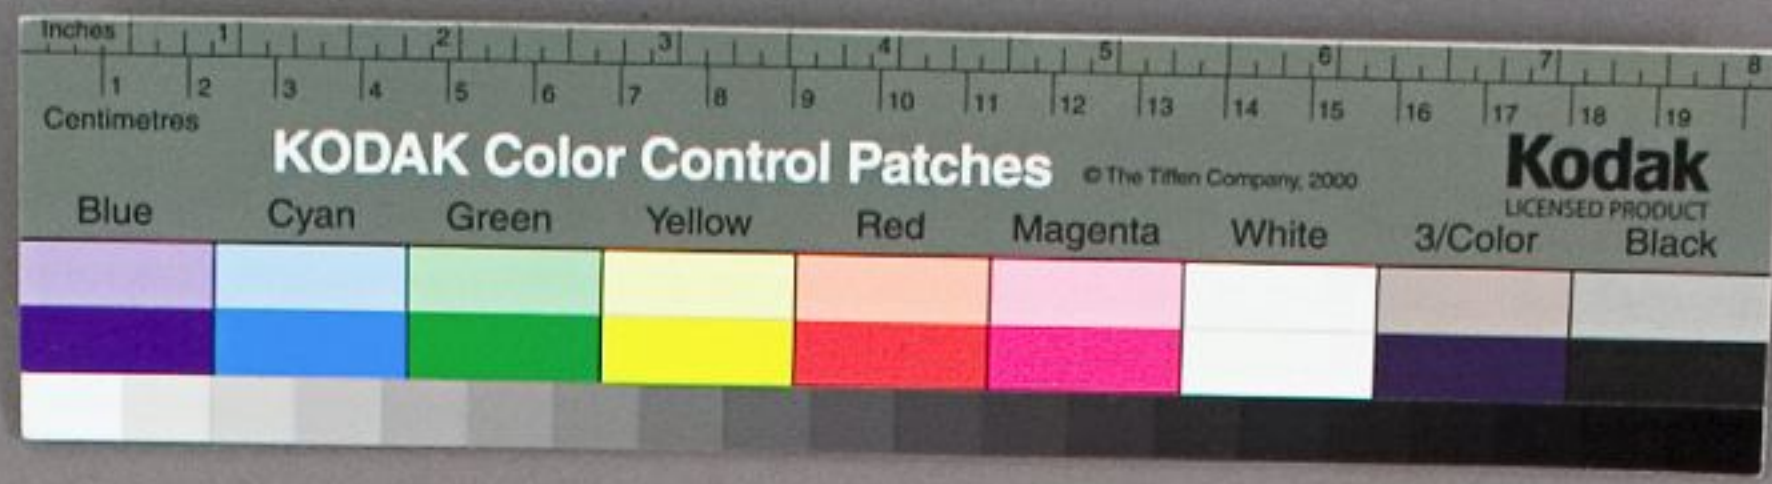 Inches 1 2 3 4 5 6 7 8
1 2 3 4 5 6 7 8 9 10 11 12 13 14 15 16 17 18 19
Centimetres
KODAK Color Control Patches © The Tiffen Company, 2000 Kodak
LICENSED PRODUCT
Blue Cyan Green Yellow Red Magenta White 3/Color Black